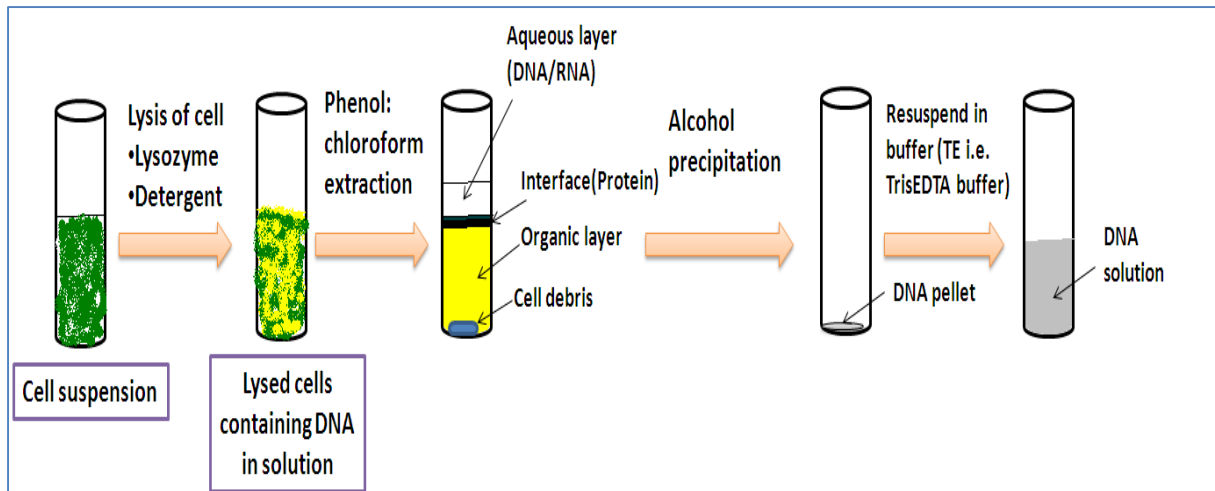 Lysis of cell
•Lysozyme
•Detergent
Phenol:
chloroform
extraction
Aqueous layer
(DNA/RNA)
Interface(Protein)
Organic layer
Cell debris
Alcohol
precipitation
Resuspend in
buffer (TE i.e.
TrisEDTA buffer)
DNA pellet
DNA
solution
Cell suspension
Lysed cells
containing DNA
in solution